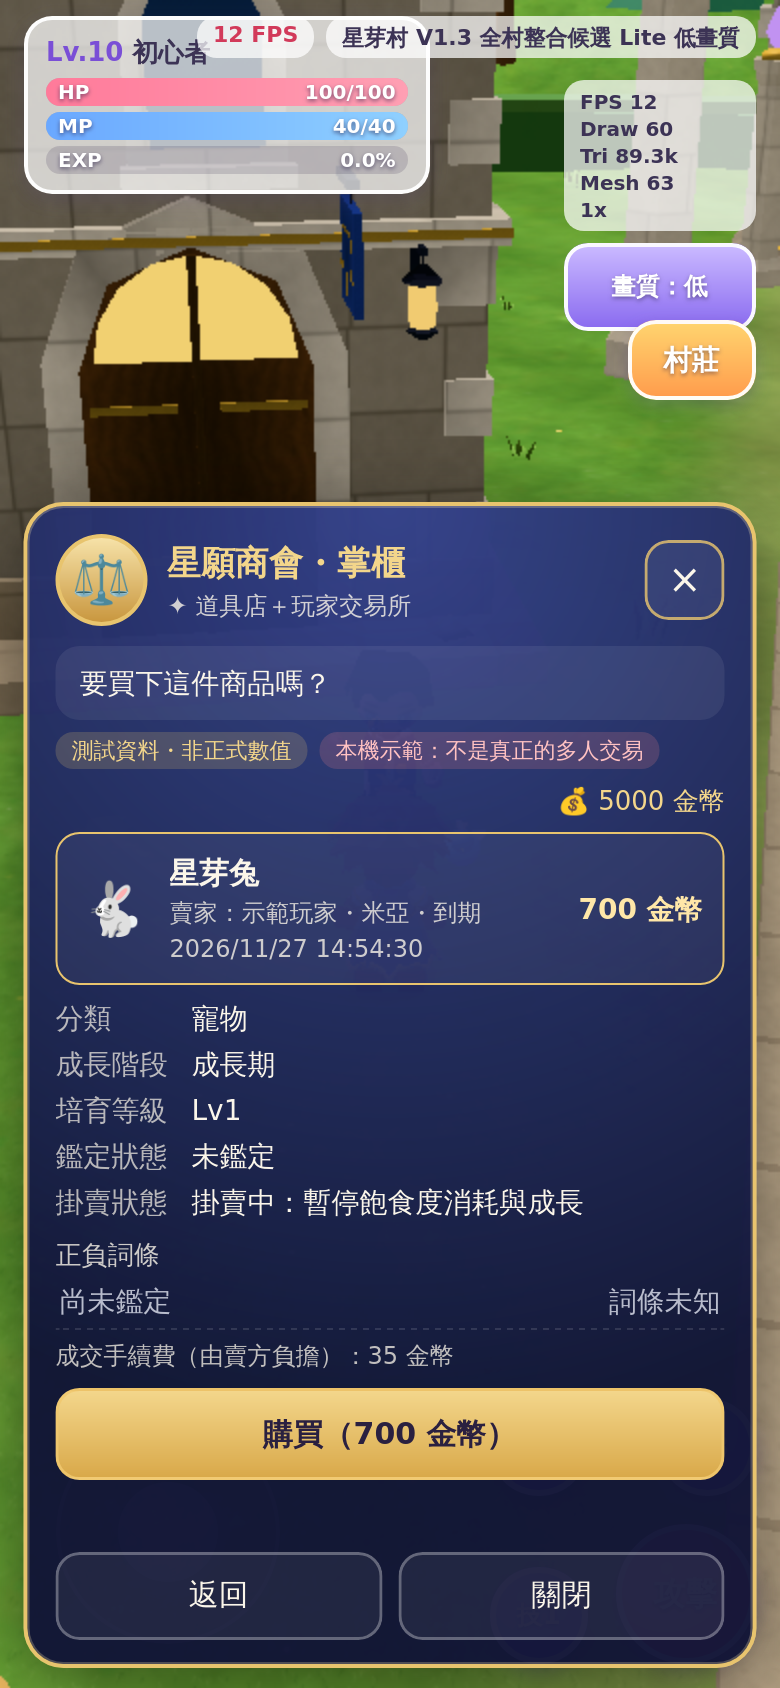 Lv.10 初心者
12 FPS
星芽村 V1.3 全村整合候選 Lite 低畫質
HP 100/100
MP 40/40
EXP 0.0%
FPS 12
Draw 60
Tri 89.3k
Mesh 63
1x
畫質：低
村莊
星願商會・掌櫃
✦ 道具店＋玩家交易所
×
要買下這件商品嗎？
測試資料・非正式數值
本機示範：不是真正的多人交易
5000 金幣
星芽兔
賣家：示範玩家・米亞・到期
2026/11/27 14:54:30
700 金幣
分類 寵物
成長階段 成長期
培育等級 Lv1
鑑定狀態 未鑑定
掛賣狀態 掛賣中：暫停飽食度消耗與成長
正負詞條
尚未鑑定 詞條未知
成交手續費（由賣方負擔）：35 金幣
購買（700 金幣）
返回
關閉